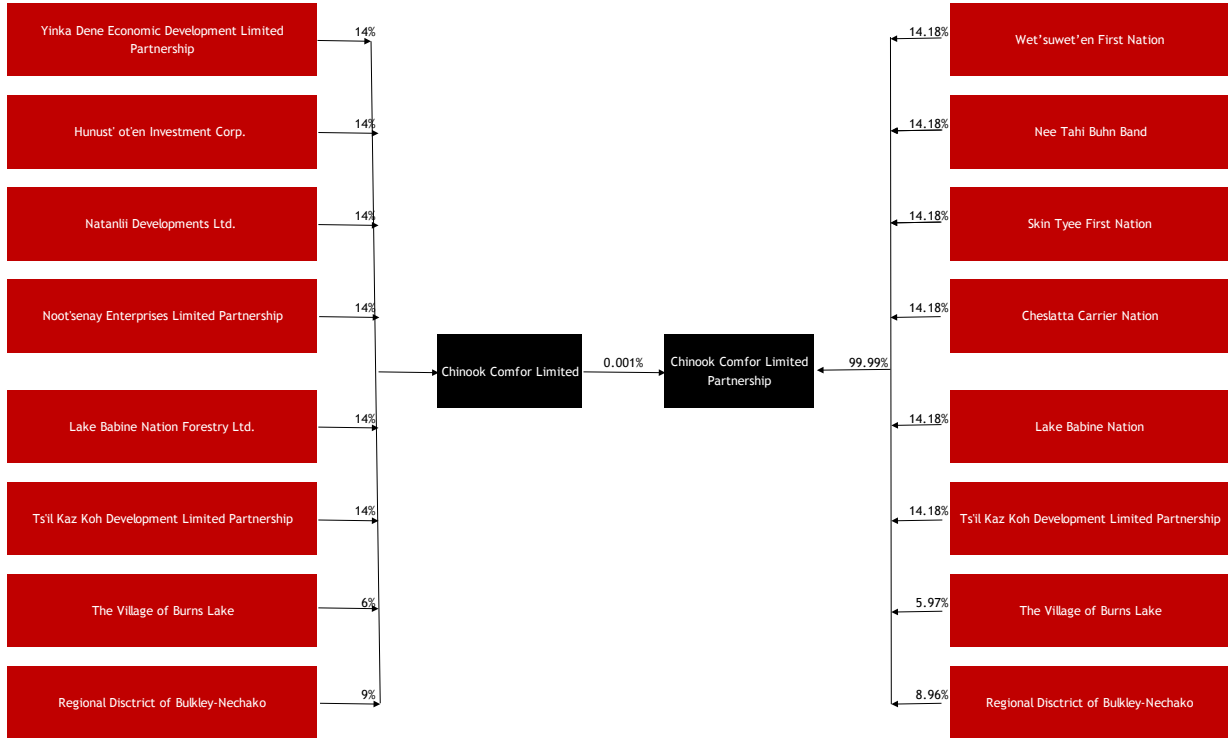 Yinka Dene Economic Development Limited
Partnership
14%
Hunust' ot'en Investment Corp.
14%
Natanlii Developments Ltd.
14%
Noot'senay Enterprises Limited Partnership
14%
Lake Babine Nation Forestry Ltd.
14%
Ts'il Kaz Koh Development Limited Partnership
14%
The Village of Burns Lake
6%
Regional Disctrict of Bulkley-Nechako
9%
Chinook Comfor Limited
0.001%
Chinook Comfor Limited
Partnership
99.99%
14.18%
Wet’suwet’en First Nation
14.18%
Nee Tahi Buhn Band
14.18%
Skin Tyee First Nation
14.18%
Cheslatta Carrier Nation
14.18%
Lake Babine Nation
14.18%
Ts'il Kaz Koh Development Limited Partnership
5.97%
The Village of Burns Lake
8.96%
Regional Disctrict of Bulkley-Nechako